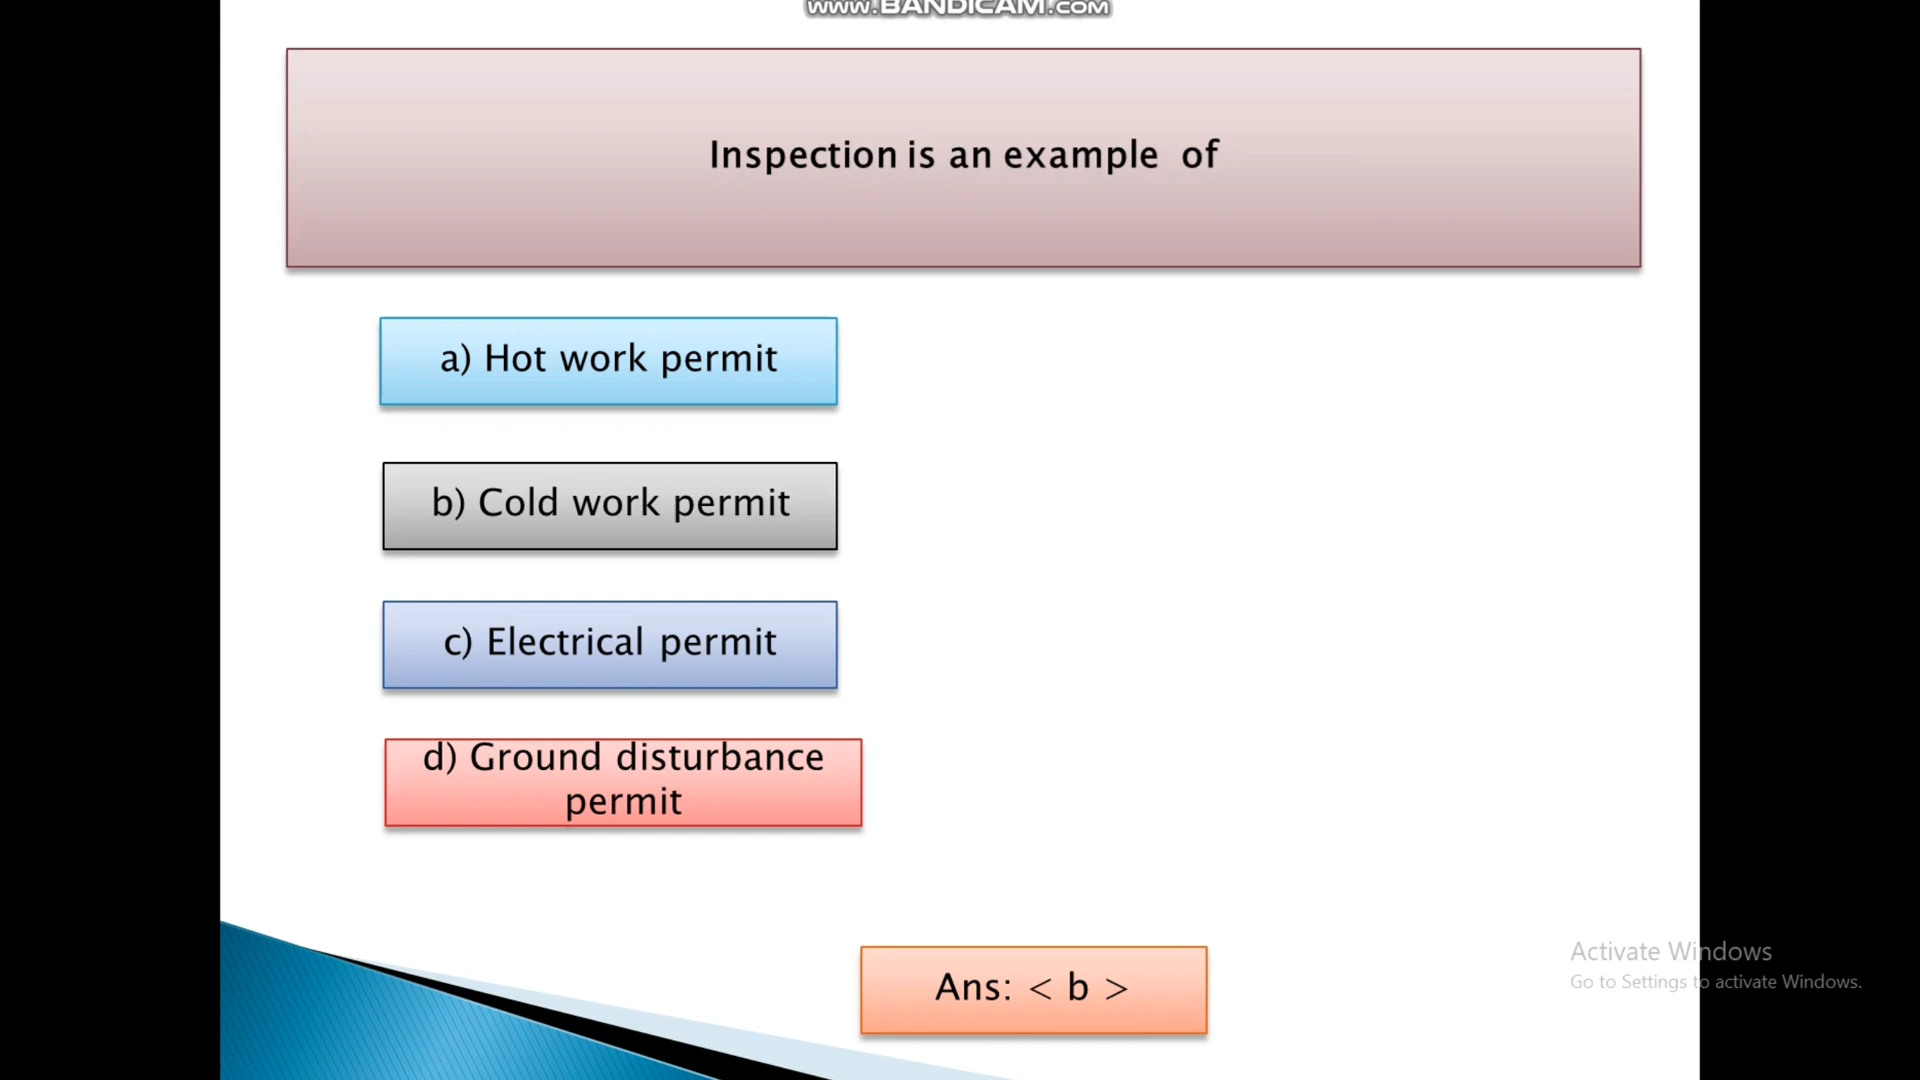 www.BANDICAM.com
Inspection is an example of
a) Hot work permit
b) Cold work permit
c) Electrical permit
d) Ground disturbance
permit
Ans: < b >
Activate Windows
Go to Settings to activate Windows.